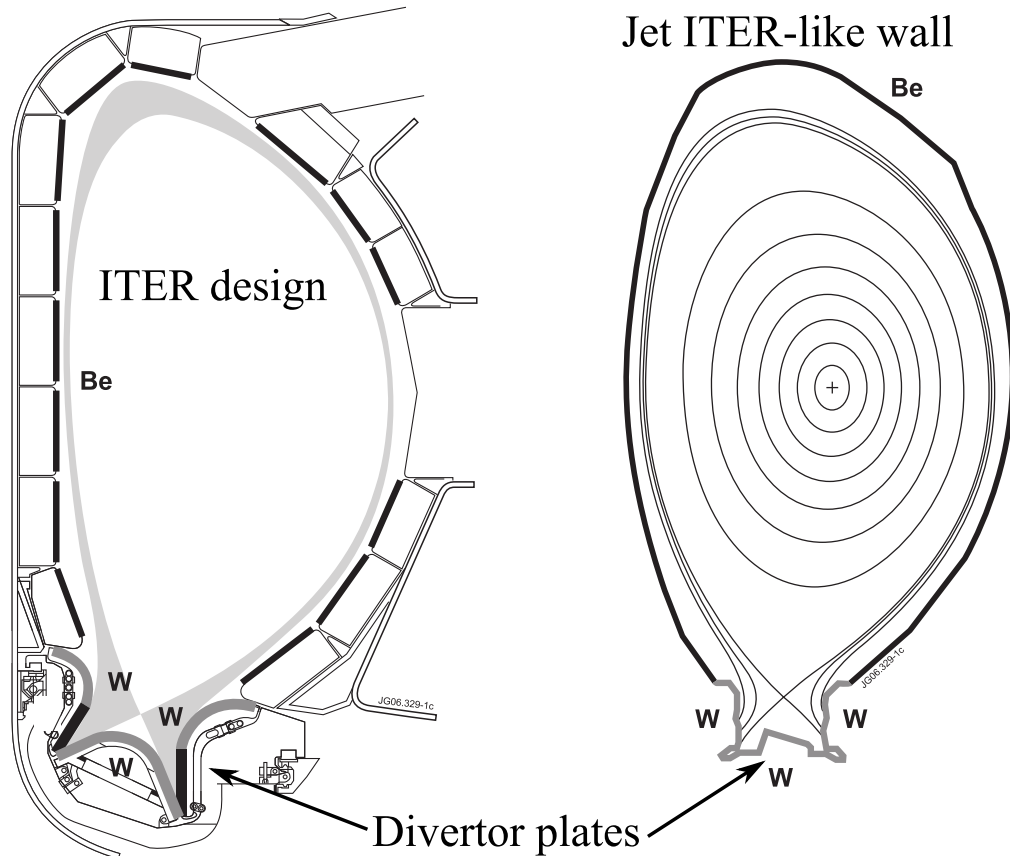 Jet ITER-like wall
Be
ITER design
Be
JG06.329-1c
W
W
W
JG06.329-1c
W
W
W
Divertor plates